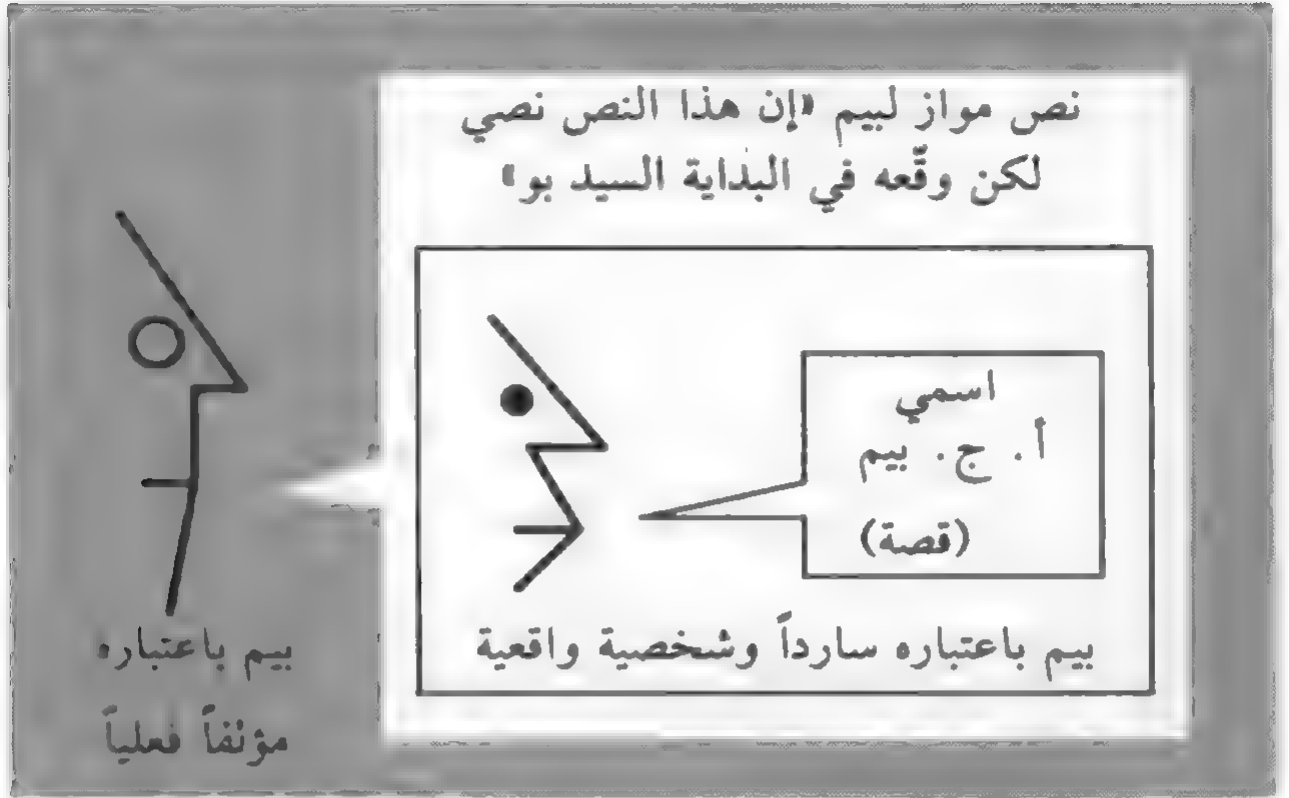 نص مواز لبيم «إن هذا النص نصي
لكن وقّعه في البداية السيد بو»
اسمي
أ. ج. بيم
(قصة)
بيم باعتباره سارداً وشخصية واقعية
بيم باعتباره
مؤلفاً فعلياً